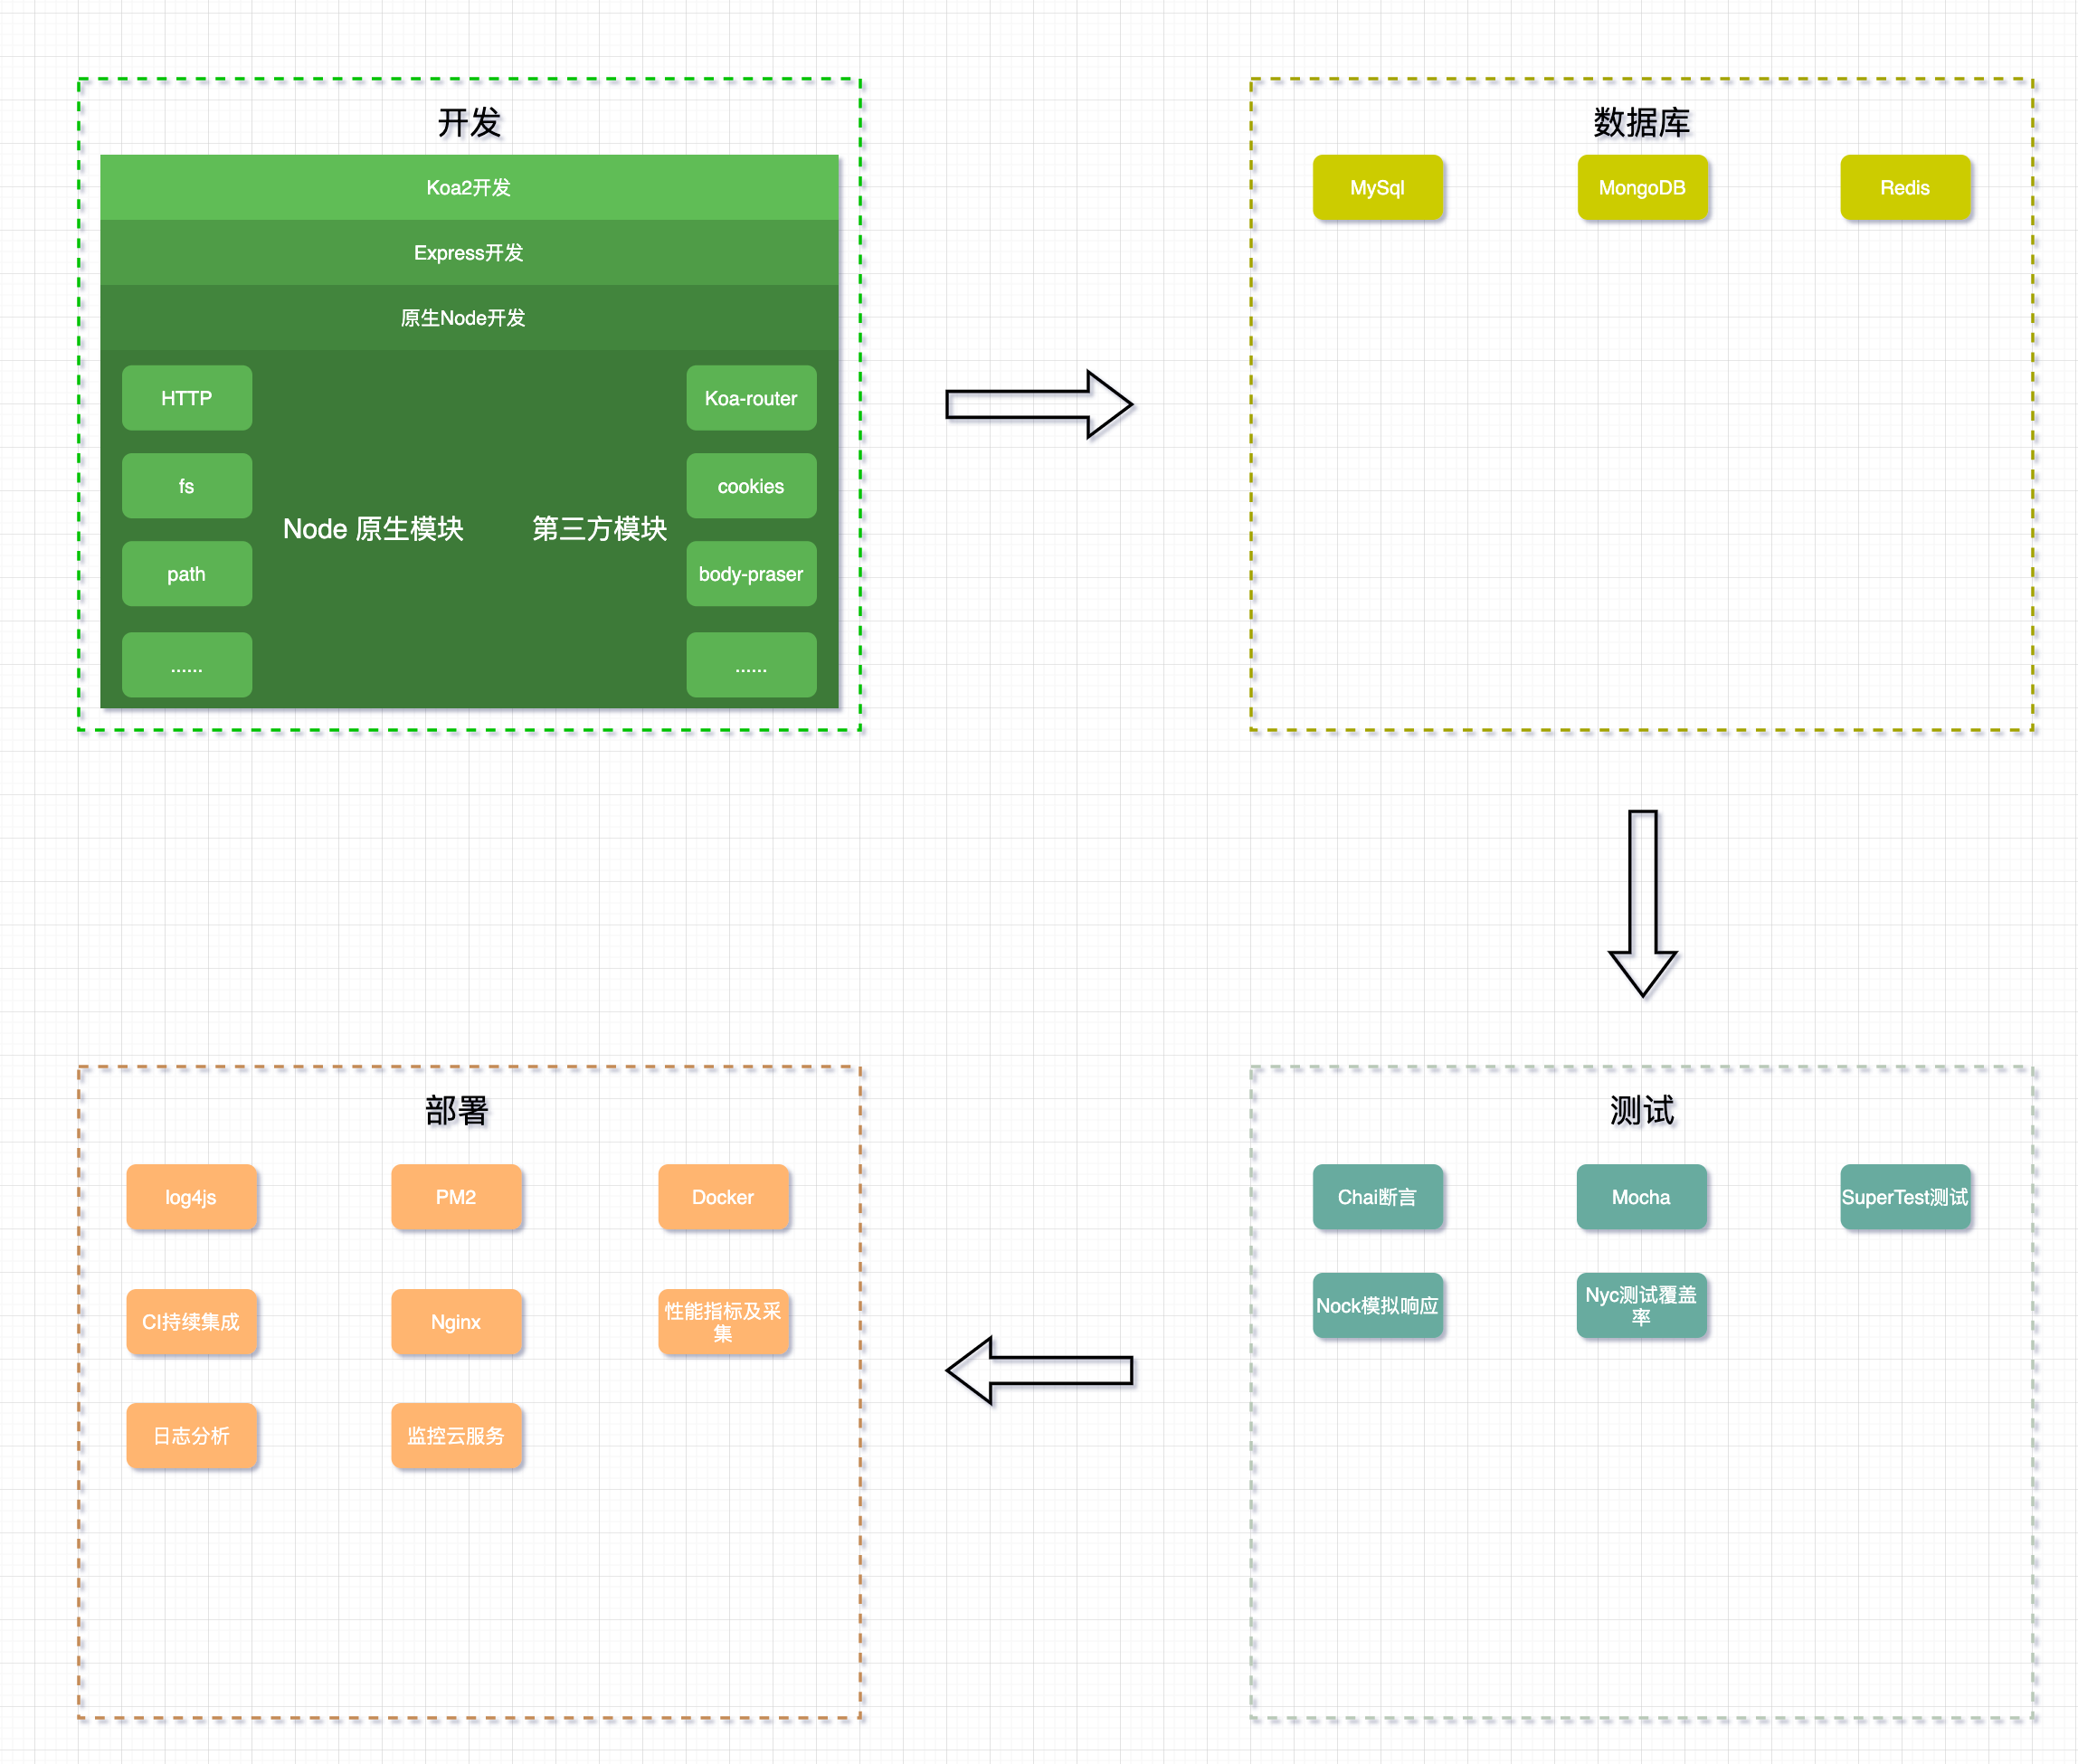 开发
Koa2开发
Express开发
原生Node开发
HTTP
fs
path
......
Node 原生模块
第三方模块
Koa-router
cookies
body-praser
......
数据库
MySql
MongoDB
Redis
测试
Chai断言
Mocha
SuperTest测试
Nock模拟响应
Nyc测试覆盖
率
部署
log4js
PM2
Docker
CI持续集成
Nginx
性能指标及采
集
日志分析
监控云服务